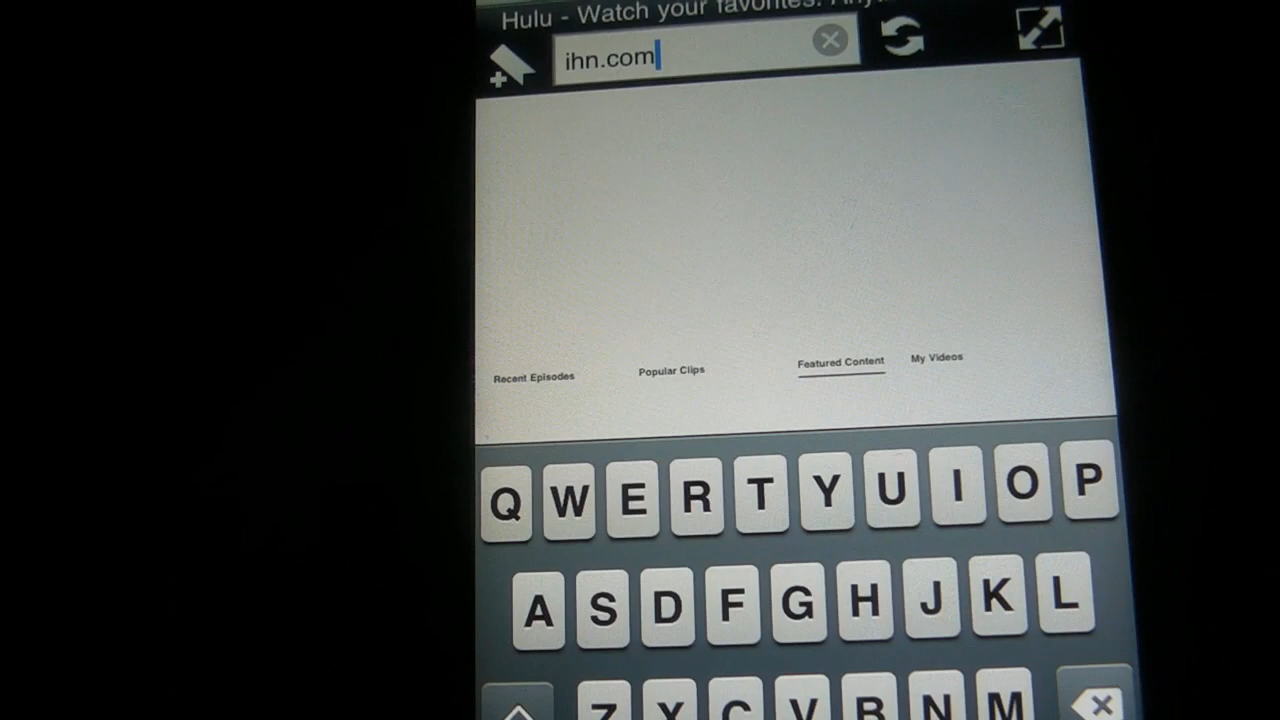 Hulu - Watch your favorites.
ihn.com
Recent Episodes
Popular Clips
Featured Content
My Videos
Q W E R T Y U I O P
A S D F G H J K L
Z X C V B N M